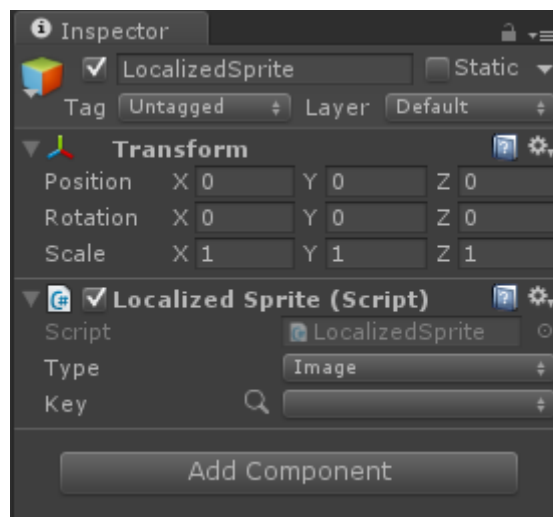 Inspector
LocalizedSprite Static
Tag Untagged Layer Default
Transform
Position X 0 Y 0 Z 0
Rotation X 0 Y 0 Z 0
Scale X 1 Y 1 Z 1
Localized Sprite (Script)
Script LocalizedSprite
Type Image
Key
Add Component